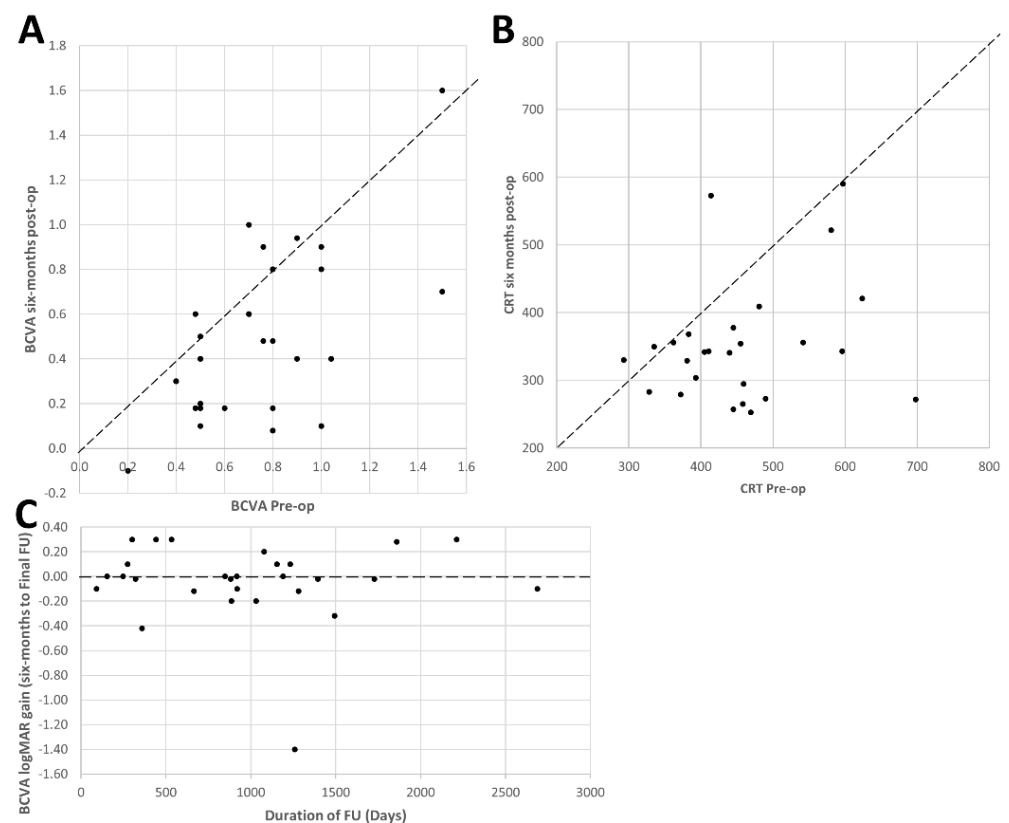 A
B
1.8
1.6
1.4
1.2
1.0
0.8
0.6
0.4
0.2
0.0
-0.2
BCVA six-months post-op
0.0 0.2 0.4 0.6 0.8 1.0 1.2 1.4 1.6
BCVA Pre-op
800
700
600
500
400
300
200
CRT six months post-op
200 300 400 500 600 700 800
CRT Pre-op
C
0.40
0.20
0.00
-0.20
-0.40
-0.60
-0.80
-1.00
-1.20
-1.40
-1.60
BCVA logMAR gain (six-months to Final FU)
0 500 1000 1500 2000 2500 3000
Duration of FU (Days)